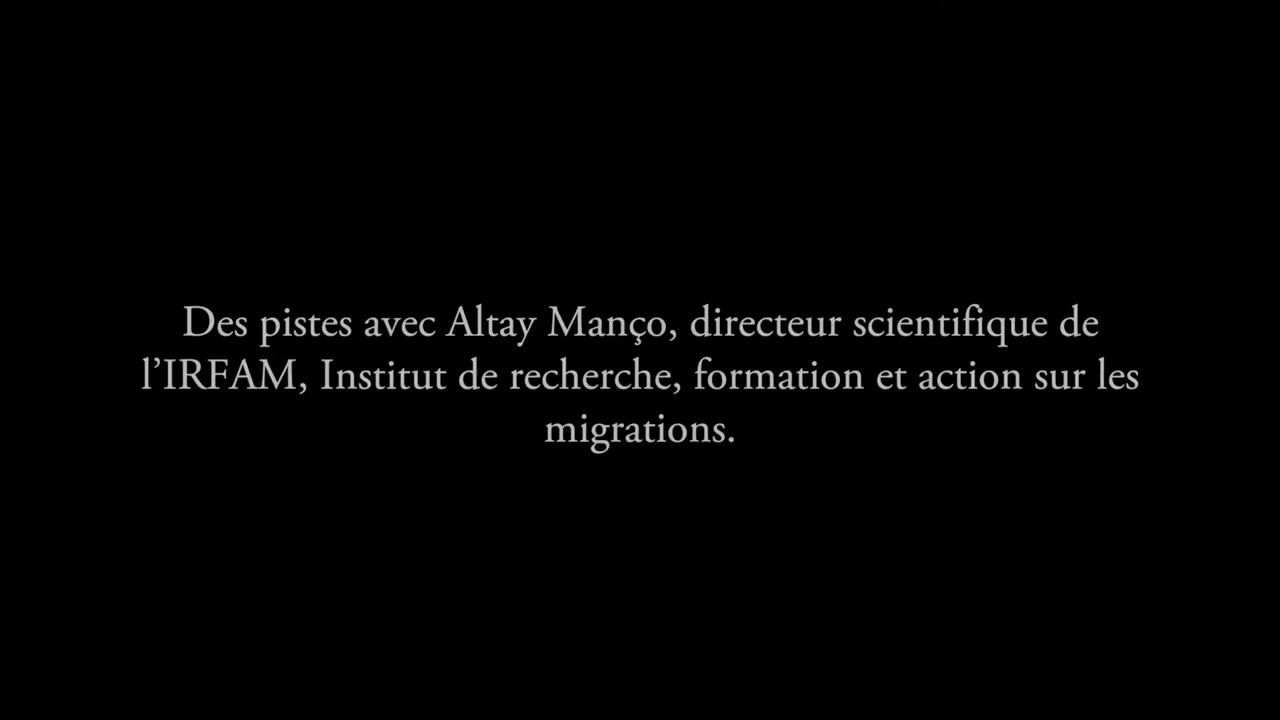 Des pistes avec Altay Manço, directeur scientifique de
l’IRFAM, Institut de recherche, formation et action sur les
migrations.